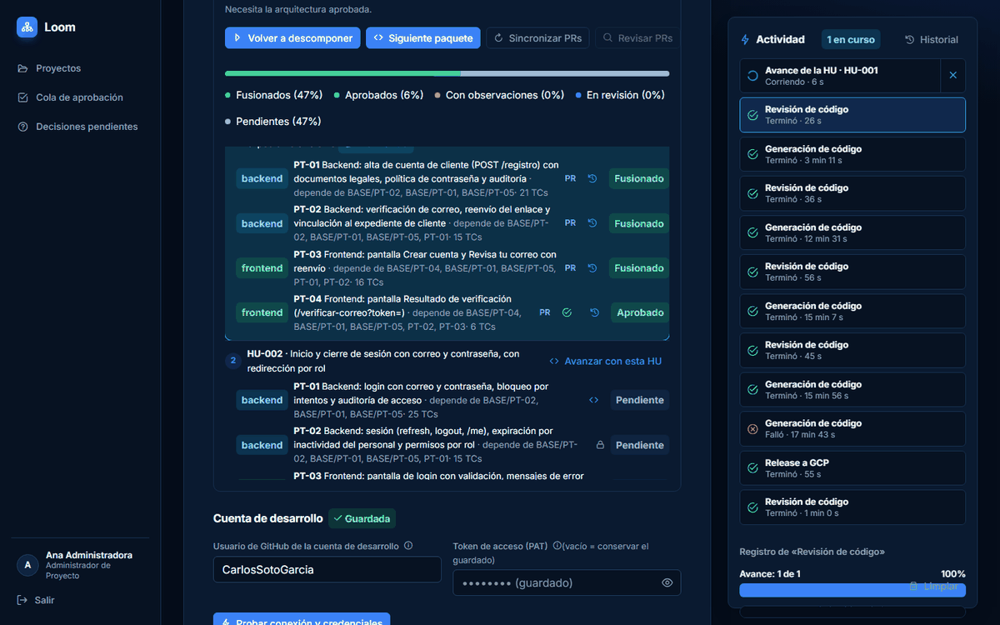 Loom
Proyectos
Cola de aprobación
Decisiones pendientes
Ana Administradora
Administrador de
Proyecto
A
Salir
Necesita la arquitectura aprobada.
Volver a descomponer
Siguiente paquete
Sincronizar PRs
Revisar PRs
Fusionados (47%)
Aprobados (6%)
Con observaciones (0%)
En revisión (0%)
Pendientes (47%)
backend
PT-01 Backend: alta de cuenta de cliente (POST /registro) con
documentos legales, política de contraseña y auditoría ·
depende de BASE/PT-02, BASE/PT-01, BASE/PT-05· 21 TCs
PR
Fusionado
backend
PT-02 Backend: verificación de correo, reenvío del enlace y
vinculación al expediente de cliente · depende de BASE/PT-
02, BASE/PT-01, BASE/PT-05, PT-01· 15 TCs
PR
Fusionado
frontend
PT-03 Frontend: pantalla Crear cuenta y Revisa tu correo con
reenvío · depende de BASE/PT-04, BASE/PT-01, BASE/PT-05,
PT-01, PT-02· 16 TCs
PR
Fusionado
frontend
PT-04 Frontend: pantalla Resultado de verificación
(/verificar-correo?token=) · depende de BASE/PT-04,
BASE/PT-01, BASE/PT-05, PT-02, PT-03· 6 TCs
PR
Aprobado
2
HU-002 · Inicio y cierre de sesión con correo y contraseña, con
redirección por rol
Avanzar con esta HU
backend
PT-01 Backend: login con correo y contraseña, bloqueo por
intentos y auditoría de acceso · depende de BASE/PT-02,
BASE/PT-01, BASE/PT-05· 25 TCs
Pendiente
backend
PT-02 Backend: sesión (refresh, logout, /me), expiración por
inactividad del personal y permisos por rol · depende de BASE/PT-
02, BASE/PT-01, BASE/PT-05, PT-01· 15 TCs
Pendiente
PT-03 Frontend: pantalla de login con validación, mensajes de error
Cuenta de desarrollo
Guardada
Usuario de GitHub de la cuenta de desarrollo
CarlosSotoGarcia
Token de acceso (PAT) (vacío = conservar el
guardado)
•••••••• (guardado)
Probar conexión y credenciales
Actividad
1 en curso
Historial
Avance de la HU · HU-001
Corriendo · 6 s
Revisión de código
Terminó · 26 s
Generación de código
Terminó · 3 min 11 s
Revisión de código
Terminó · 36 s
Generación de código
Terminó · 12 min 31 s
Revisión de código
Terminó · 56 s
Generación de código
Terminó · 15 min 7 s
Revisión de código
Terminó · 45 s
Generación de código
Terminó · 15 min 56 s
Generación de código
Falló · 17 min 43 s
Release a GCP
Terminó · 55 s
Revisión de código
Terminó · 1 min 0 s
Registro de «Revisión de código»
Avance: 1 de 1
100%
Limpiar